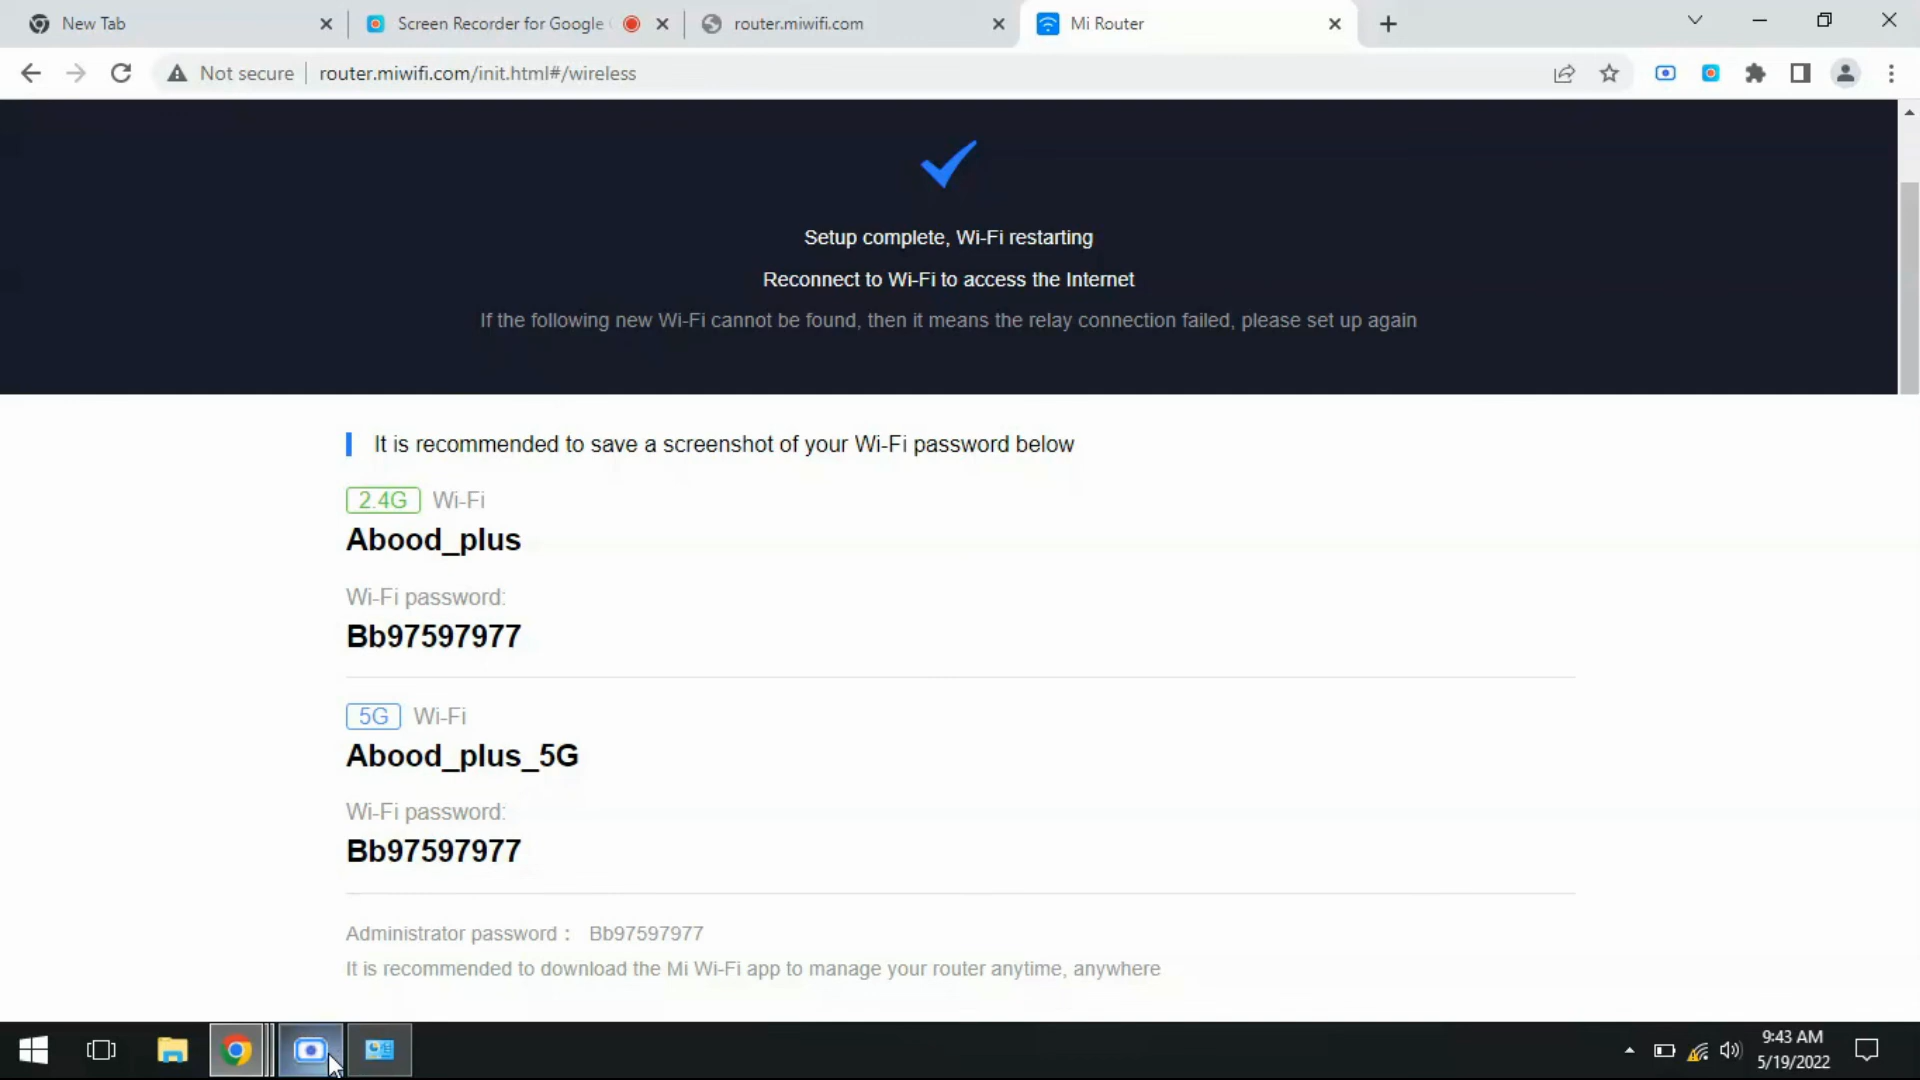 New Tab
Screen Recorder for Google
router.miwifi.com
Mi Router
Not secure
router.miwifi.com/init.html#/wireless
Setup complete, Wi-Fi restarting
Reconnect to Wi-Fi to access the Internet
If the following new Wi-Fi cannot be found, then it means the relay connection failed, please set up again
It is recommended to save a screenshot of your Wi-Fi password below
2.4G Wi-Fi
Abood_plus
Wi-Fi password:
Bb97597977
5G Wi-Fi
Abood_plus_5G
Wi-Fi password:
Bb97597977
Administrator password : Bb97597977
It is recommended to download the Mi Wi-Fi app to manage your router anytime, anywhere
9:43 AM
5/19/2022